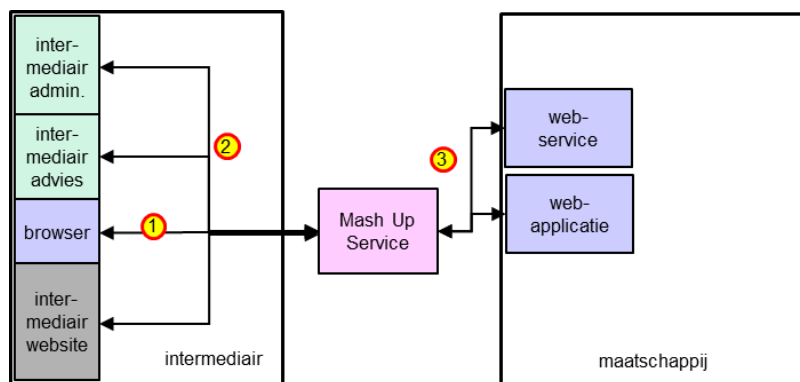 inter-
mediair
admin.
inter-
mediair
advies
browser
inter-
mediair
website
2
1
intermediair
Mash Up
Service
3
web-
service
web-
applicatie
maatschappij